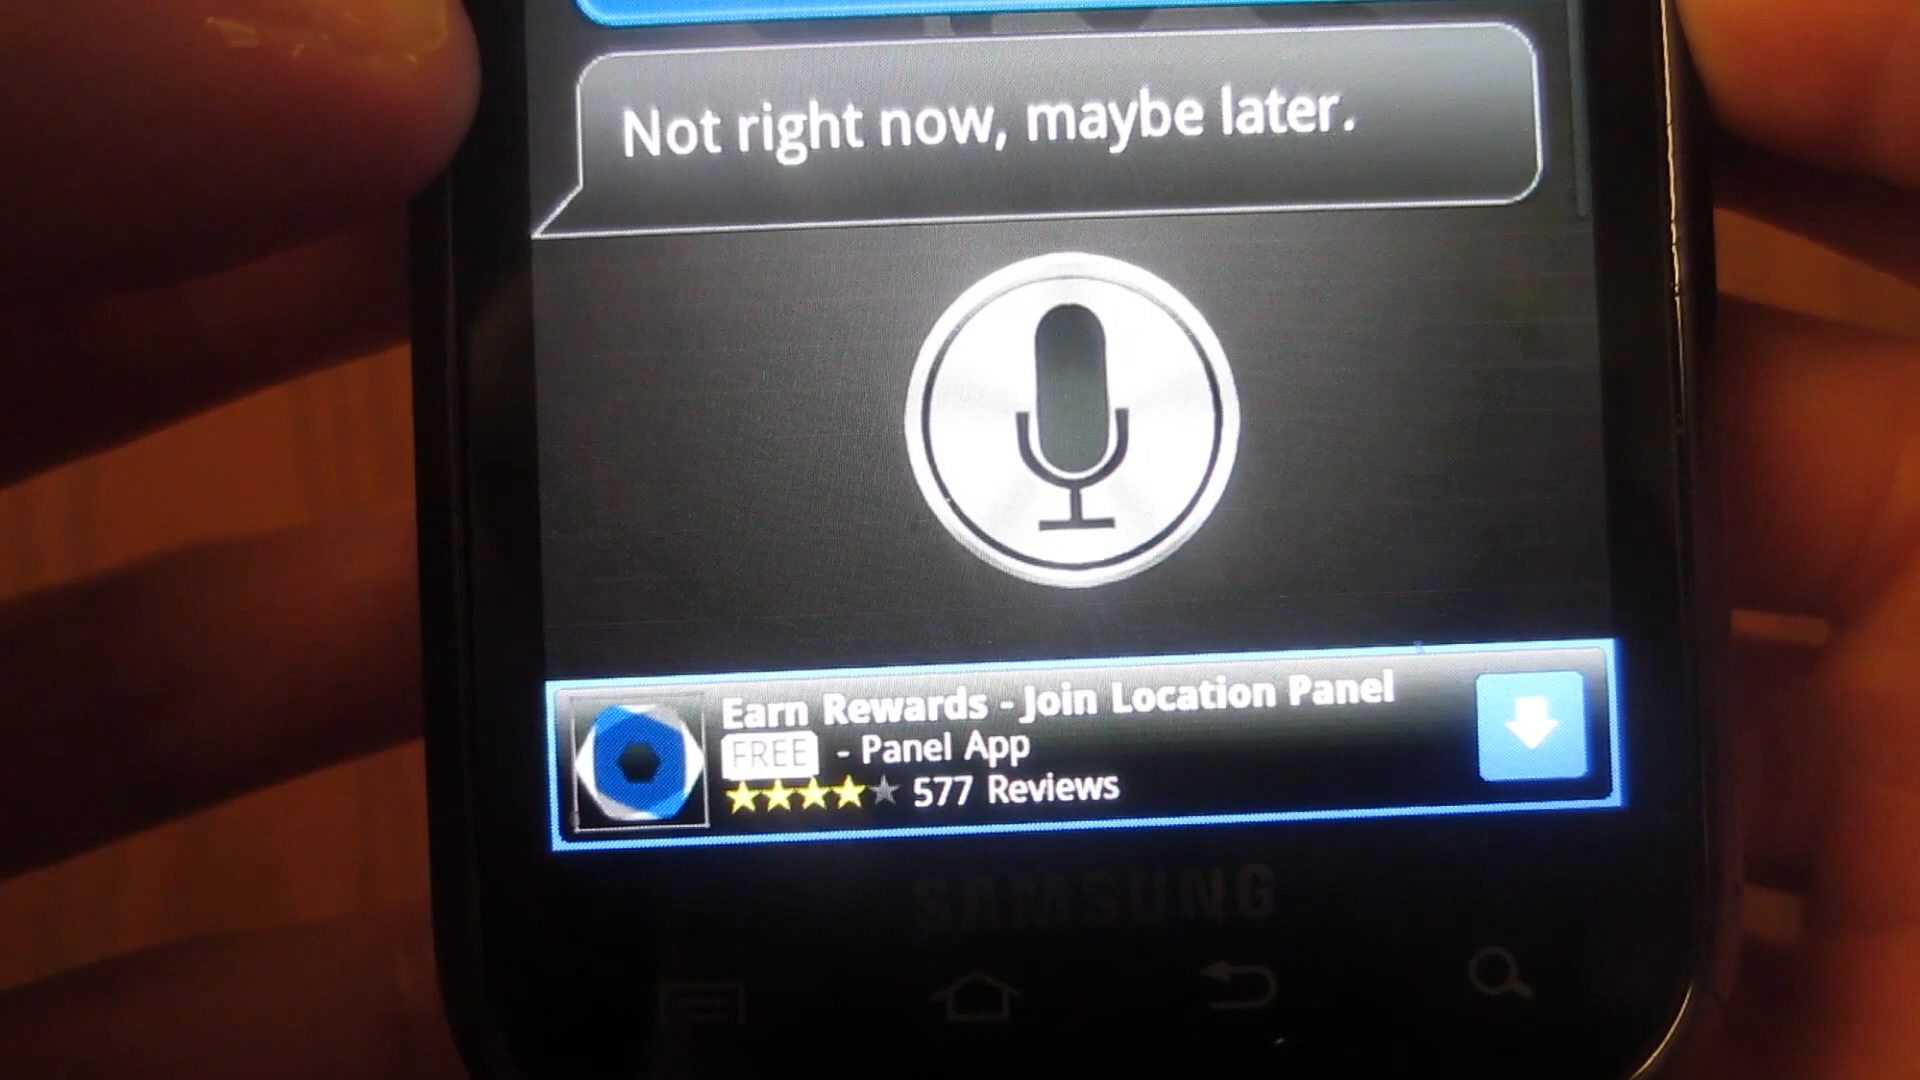 Not right now, maybe later.
Earn Rewards - Join Location Panel
FREE - Panel App
577 Reviews
SAMSUNG